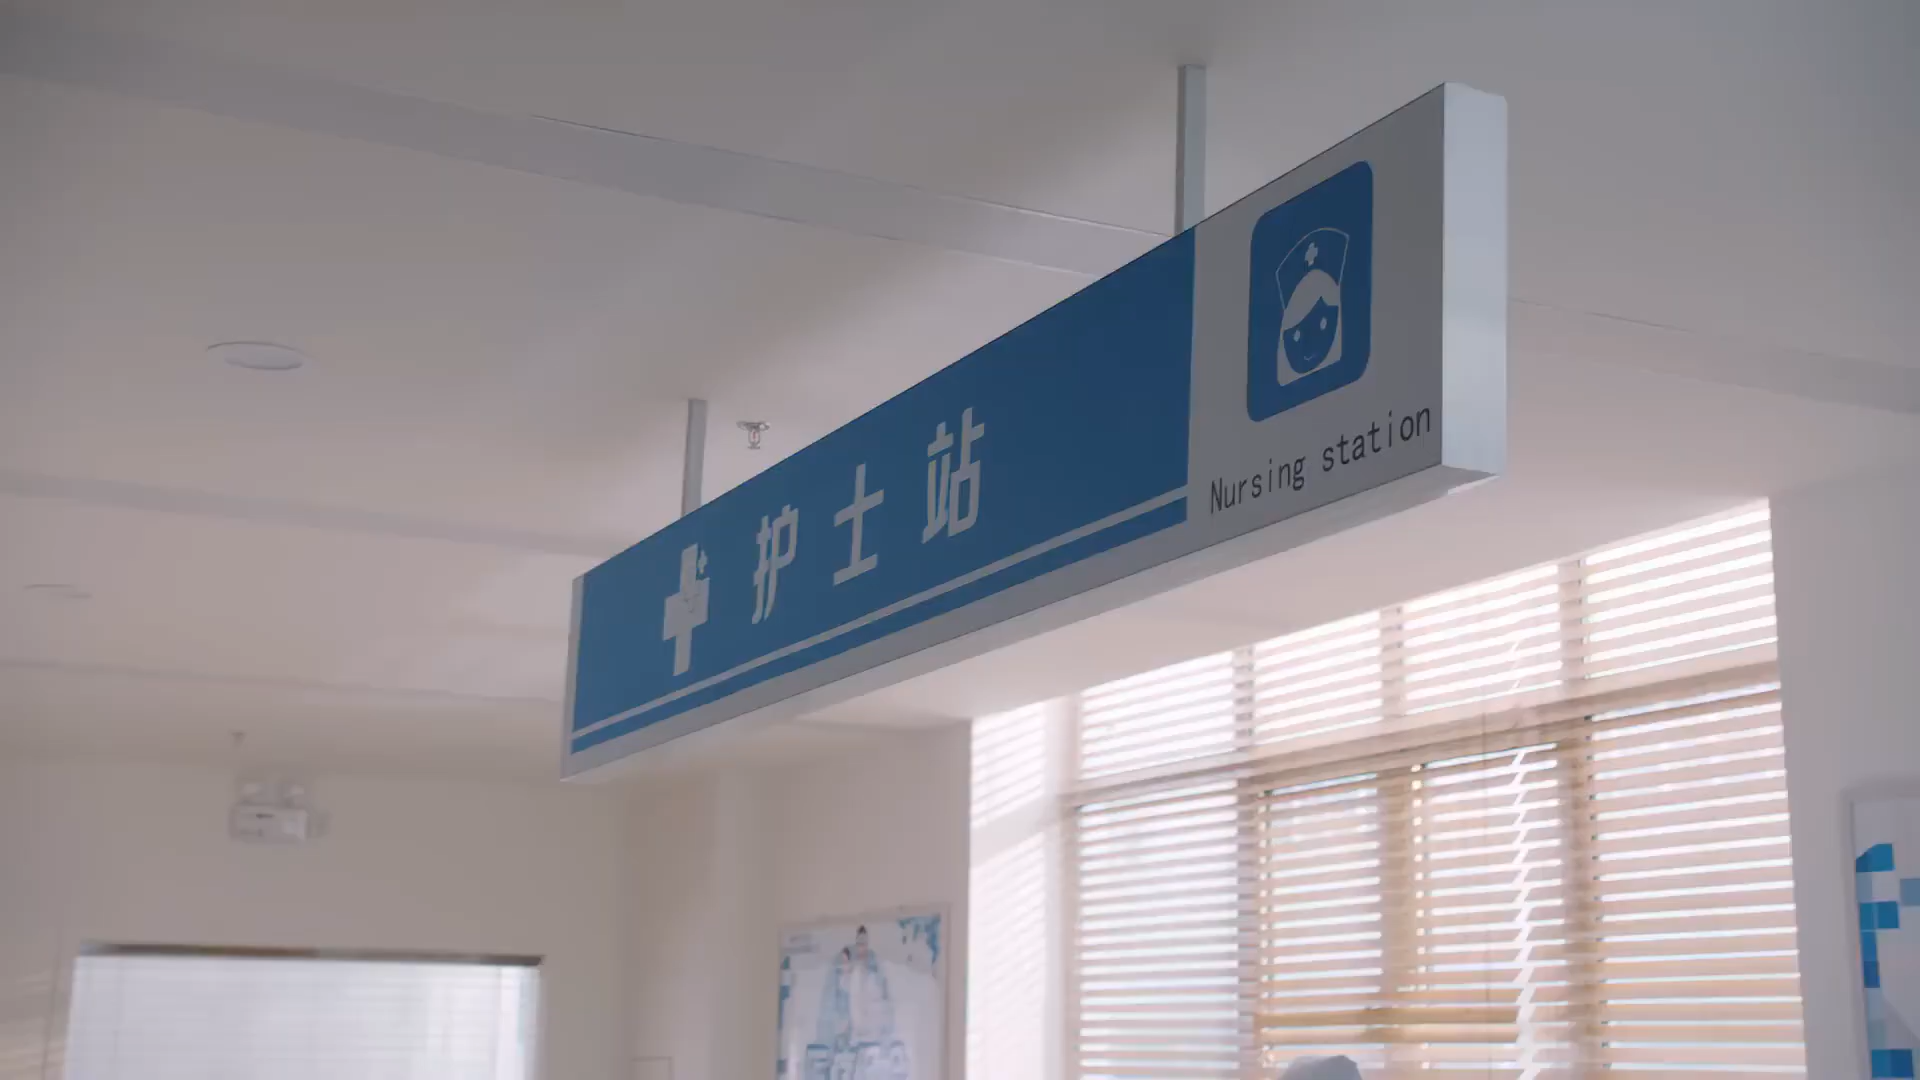 护士站
Nursing station